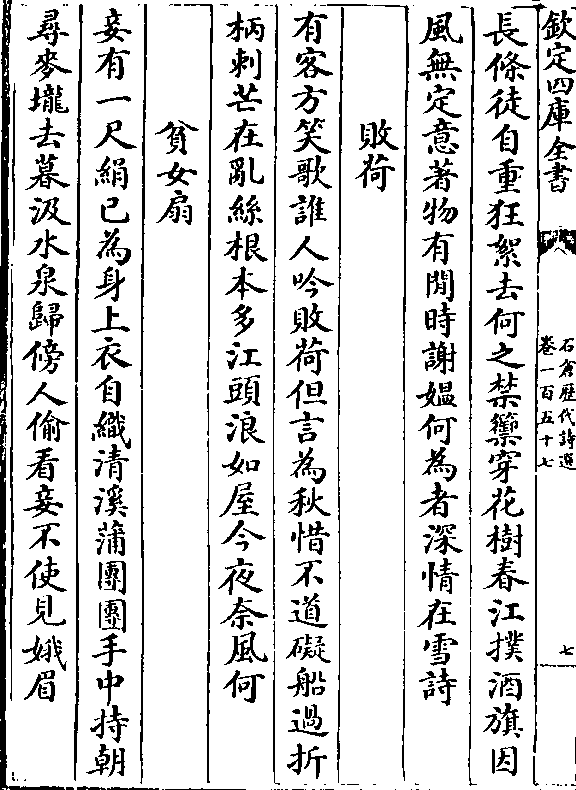 欽定四庫全書
石倉歴代詩選
卷一百五十七
七
長條徒自重狂絮去何之禁籞穿花樹春江撲酒旗因
風無定意著物有閒時謝媼何為者深情在雪詩
敗荷
有客方笑歌誰人吟敗荷但言為秋惜不道礙船過折
柄刺芒在亂絲根本多江頭浪如屋今夜奈風何
貧女扇
妾有一尺絹已為身上衣自織清溪蒲團團手中持朝
尋麥壠去暮汲水泉歸傍人偷看妾不使見娥眉